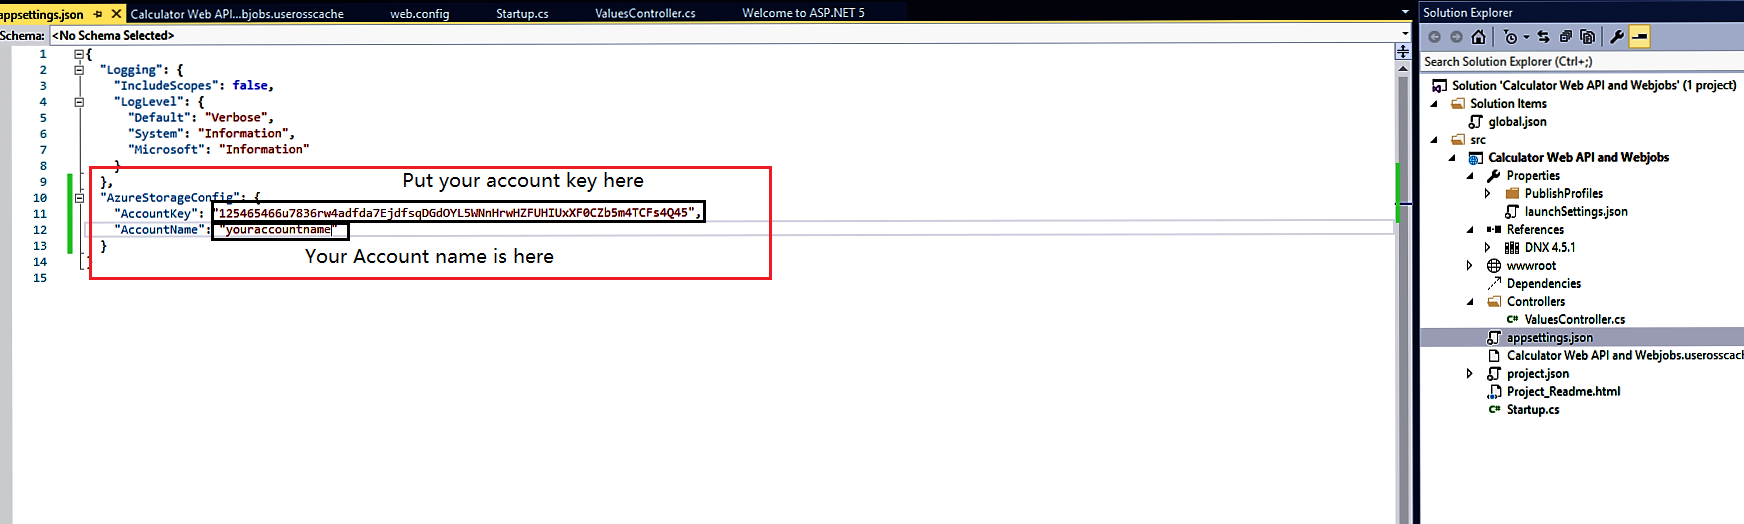 appsettings.json
Calculator Web API...bjobs.userosscache
web.config
Startup.cs
ValuesController.cs
Welcome to ASP.NET 5
Schema: <No Schema Selected>
1 {
2 "Logging": {
3 "IncludeScopes": false,
4 "LogLevel": {
5 "Default": "Verbose",
6 "System": "Information",
7 "Microsoft": "Information"
8 }
9 },
Put your account key here
10 "AzureStorageConfig": {
11 "AccountKey": "125465466u7836rw4adfda7EjdfsqDGdOYL5WNnHrwHZFUHIUxXF0CZb5m4TCFs4Q45",
12 "AccountName": "youraccountname"
13 }
Your Account name is here
14 }
15
Solution Explorer
Search Solution Explorer (Ctrl+;)
Solution 'Calculator Web API and Webjobs' (1 project)
Solution Items
global.json
src
Calculator Web API and Webjobs
Properties
PublishProfiles
launchSettings.json
References
DNX 4.5.1
wwwroot
Dependencies
Controllers
C# ValuesController.cs
appsettings.json
Calculator Web API and Webjobs.userosscache
project.json
Project_Readme.html
C# Startup.cs